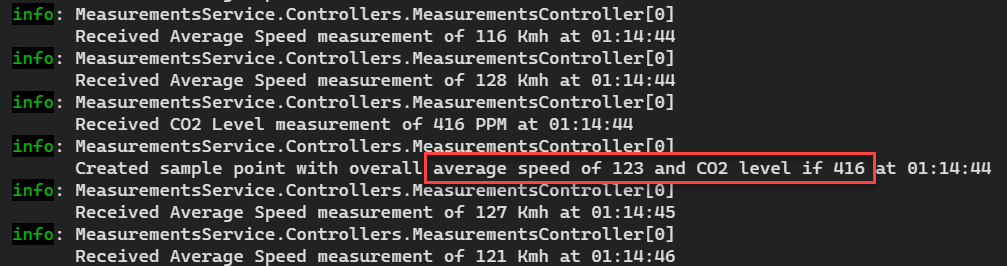 info: MeasurementsService.Controllers.MeasurementsController[0]
Received Average Speed measurement of 116 Kmh at 01:14:44
info: MeasurementsService.Controllers.MeasurementsController[0]
Received Average Speed measurement of 128 Kmh at 01:14:44
info: MeasurementsService.Controllers.MeasurementsController[0]
Received CO2 Level measurement of 416 PPM at 01:14:44
info: MeasurementsService.Controllers.MeasurementsController[0]
Created sample point with overall average speed of 123 and CO2 level if 416 at 01:14:44
info: MeasurementsService.Controllers.MeasurementsController[0]
Received Average Speed measurement of 127 Kmh at 01:14:45
info: MeasurementsService.Controllers.MeasurementsController[0]
Received Average Speed measurement of 121 Kmh at 01:14:46